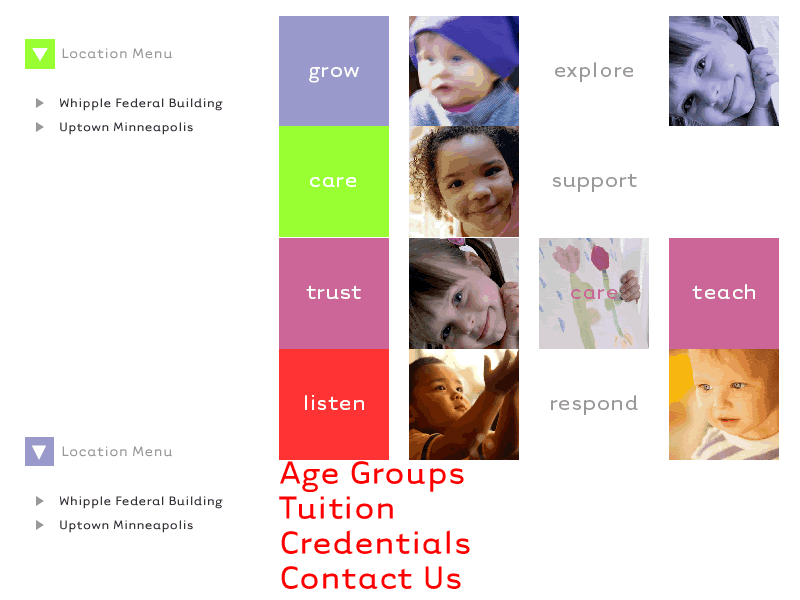 Location Menu
Whipple Federal Building
Uptown Minneapolis
grow
explore
care
support
trust
care
teach
listen
respond
Location Menu
Whipple Federal Building
Uptown Minneapolis
Age Groups
Tuition
Credentials
Contact Us